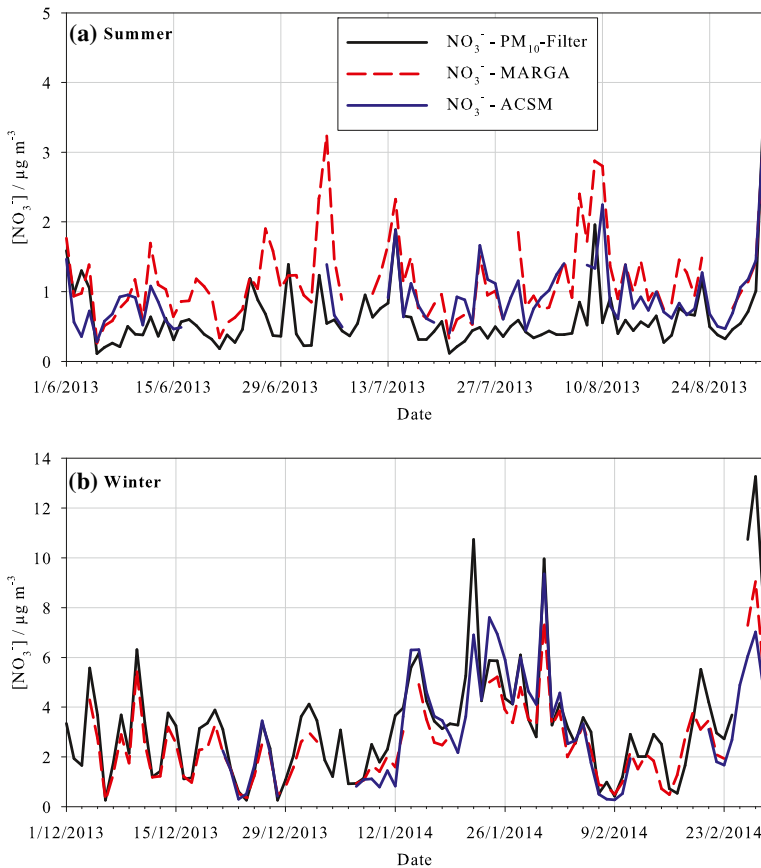 (a) Summer
NO₃⁻ - PM₁₀-Filter
NO₃⁻ - MARGA
NO₃⁻ - ACSM
[NO₃⁻] / µg m⁻³
5
4
3
2
1
0
1/6/2013 15/6/2013 29/6/2013 13/7/2013 27/7/2013 10/8/2013 24/8/2013
Date
(b) Winter
[NO₃⁻] / µg m⁻³
14
12
10
8
6
4
2
0
1/12/2013 15/12/2013 29/12/2013 12/1/2014 26/1/2014 9/2/2014 23/2/2014
Date